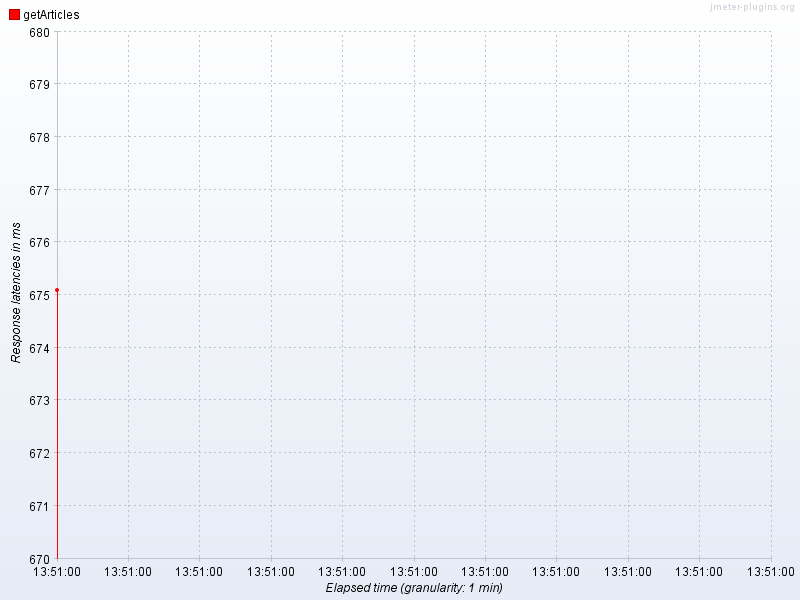 jmeter-plugins.org
getArticles
680
679
678
677
676
675
674
673
672
671
670
Response latencies in ms
13:51:00 13:51:00 13:51:00 13:51:00 13:51:00 13:51:00 13:51:00 13:51:00 13:51:00 13:51:00 13:51:00
Elapsed time (granularity: 1 min)